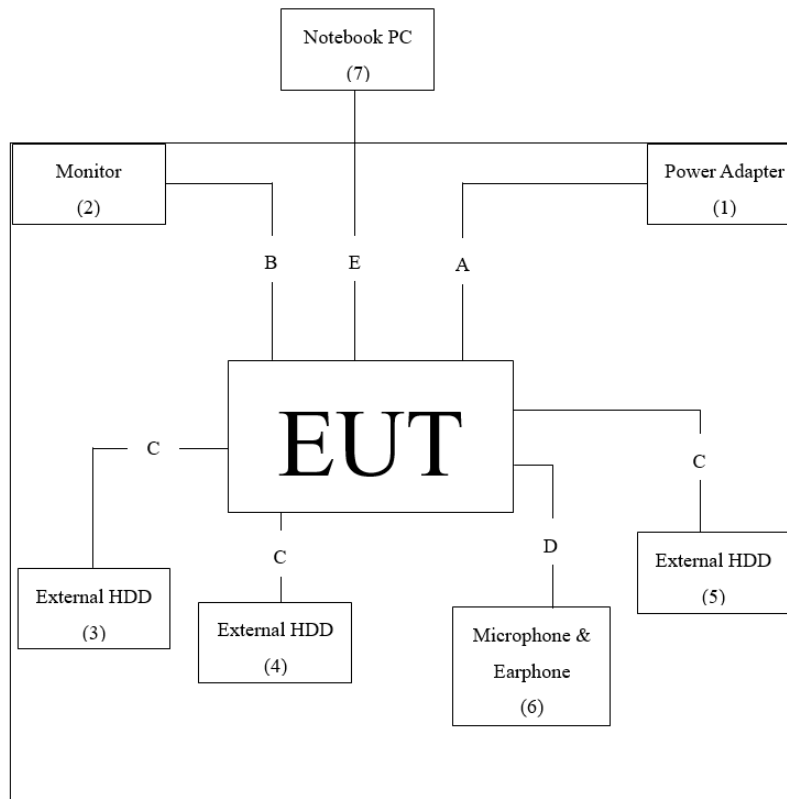 Notebook PC
(7)
Monitor
(2)
Power Adapter
(1)
B
E
A
EUT
C
C
C
D
External HDD
(3)
External HDD
(4)
Microphone &
Earphone
(6)
External HDD
(5)